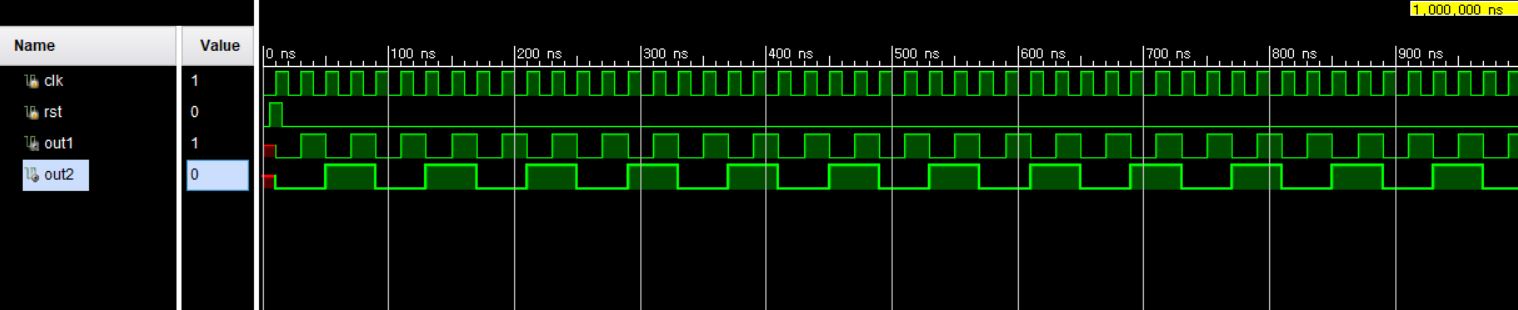 1,000,000 ns
Name Value
0 ns 100 ns 200 ns 300 ns 400 ns 500 ns 600 ns 700 ns 800 ns 900 ns
clk 1
rst 0
out1 1
out2 0